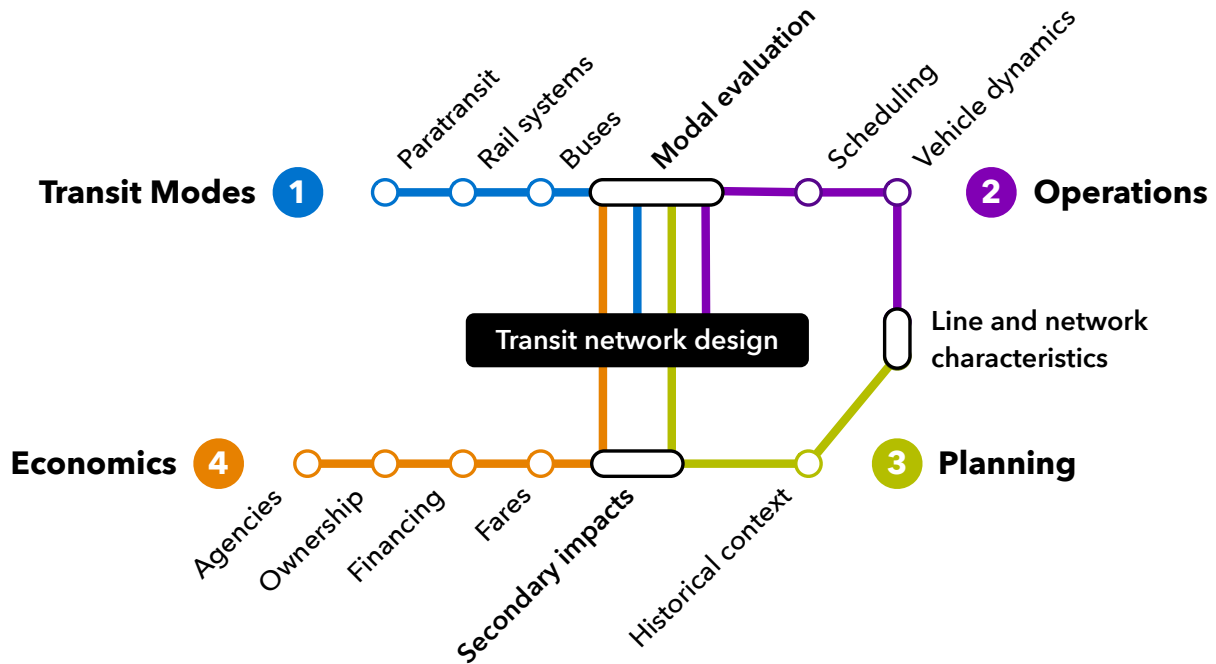 Paratransit
Rail systems
Buses
Modal evaluation
Scheduling
Vehicle dynamics
Transit Modes 1
2 Operations
Transit network design
Line and network
characteristics
Economics 4
3 Planning
Agencies
Ownership
Financing
Fares
Secondary impacts
Historical context